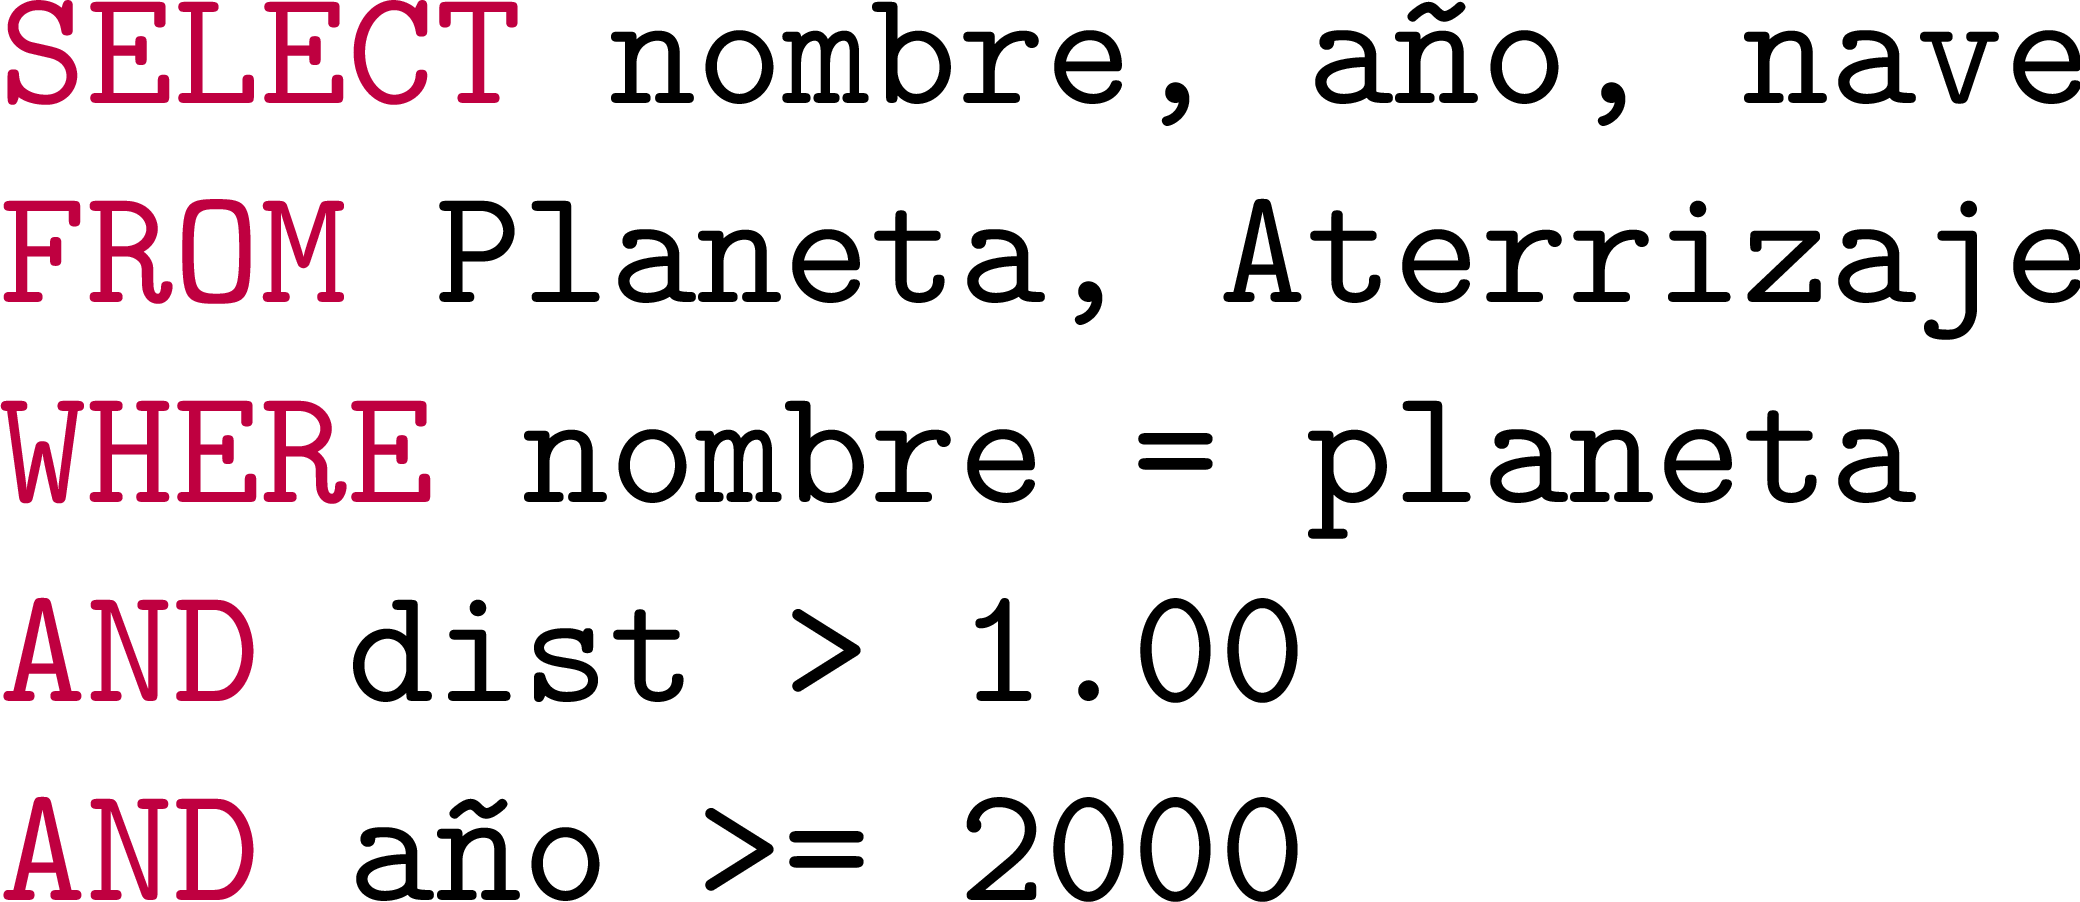 SELECT nombre, año, nave
FROM Planeta, Aterrizaje
WHERE nombre = planeta
AND dist > 1.00
AND año >= 2000